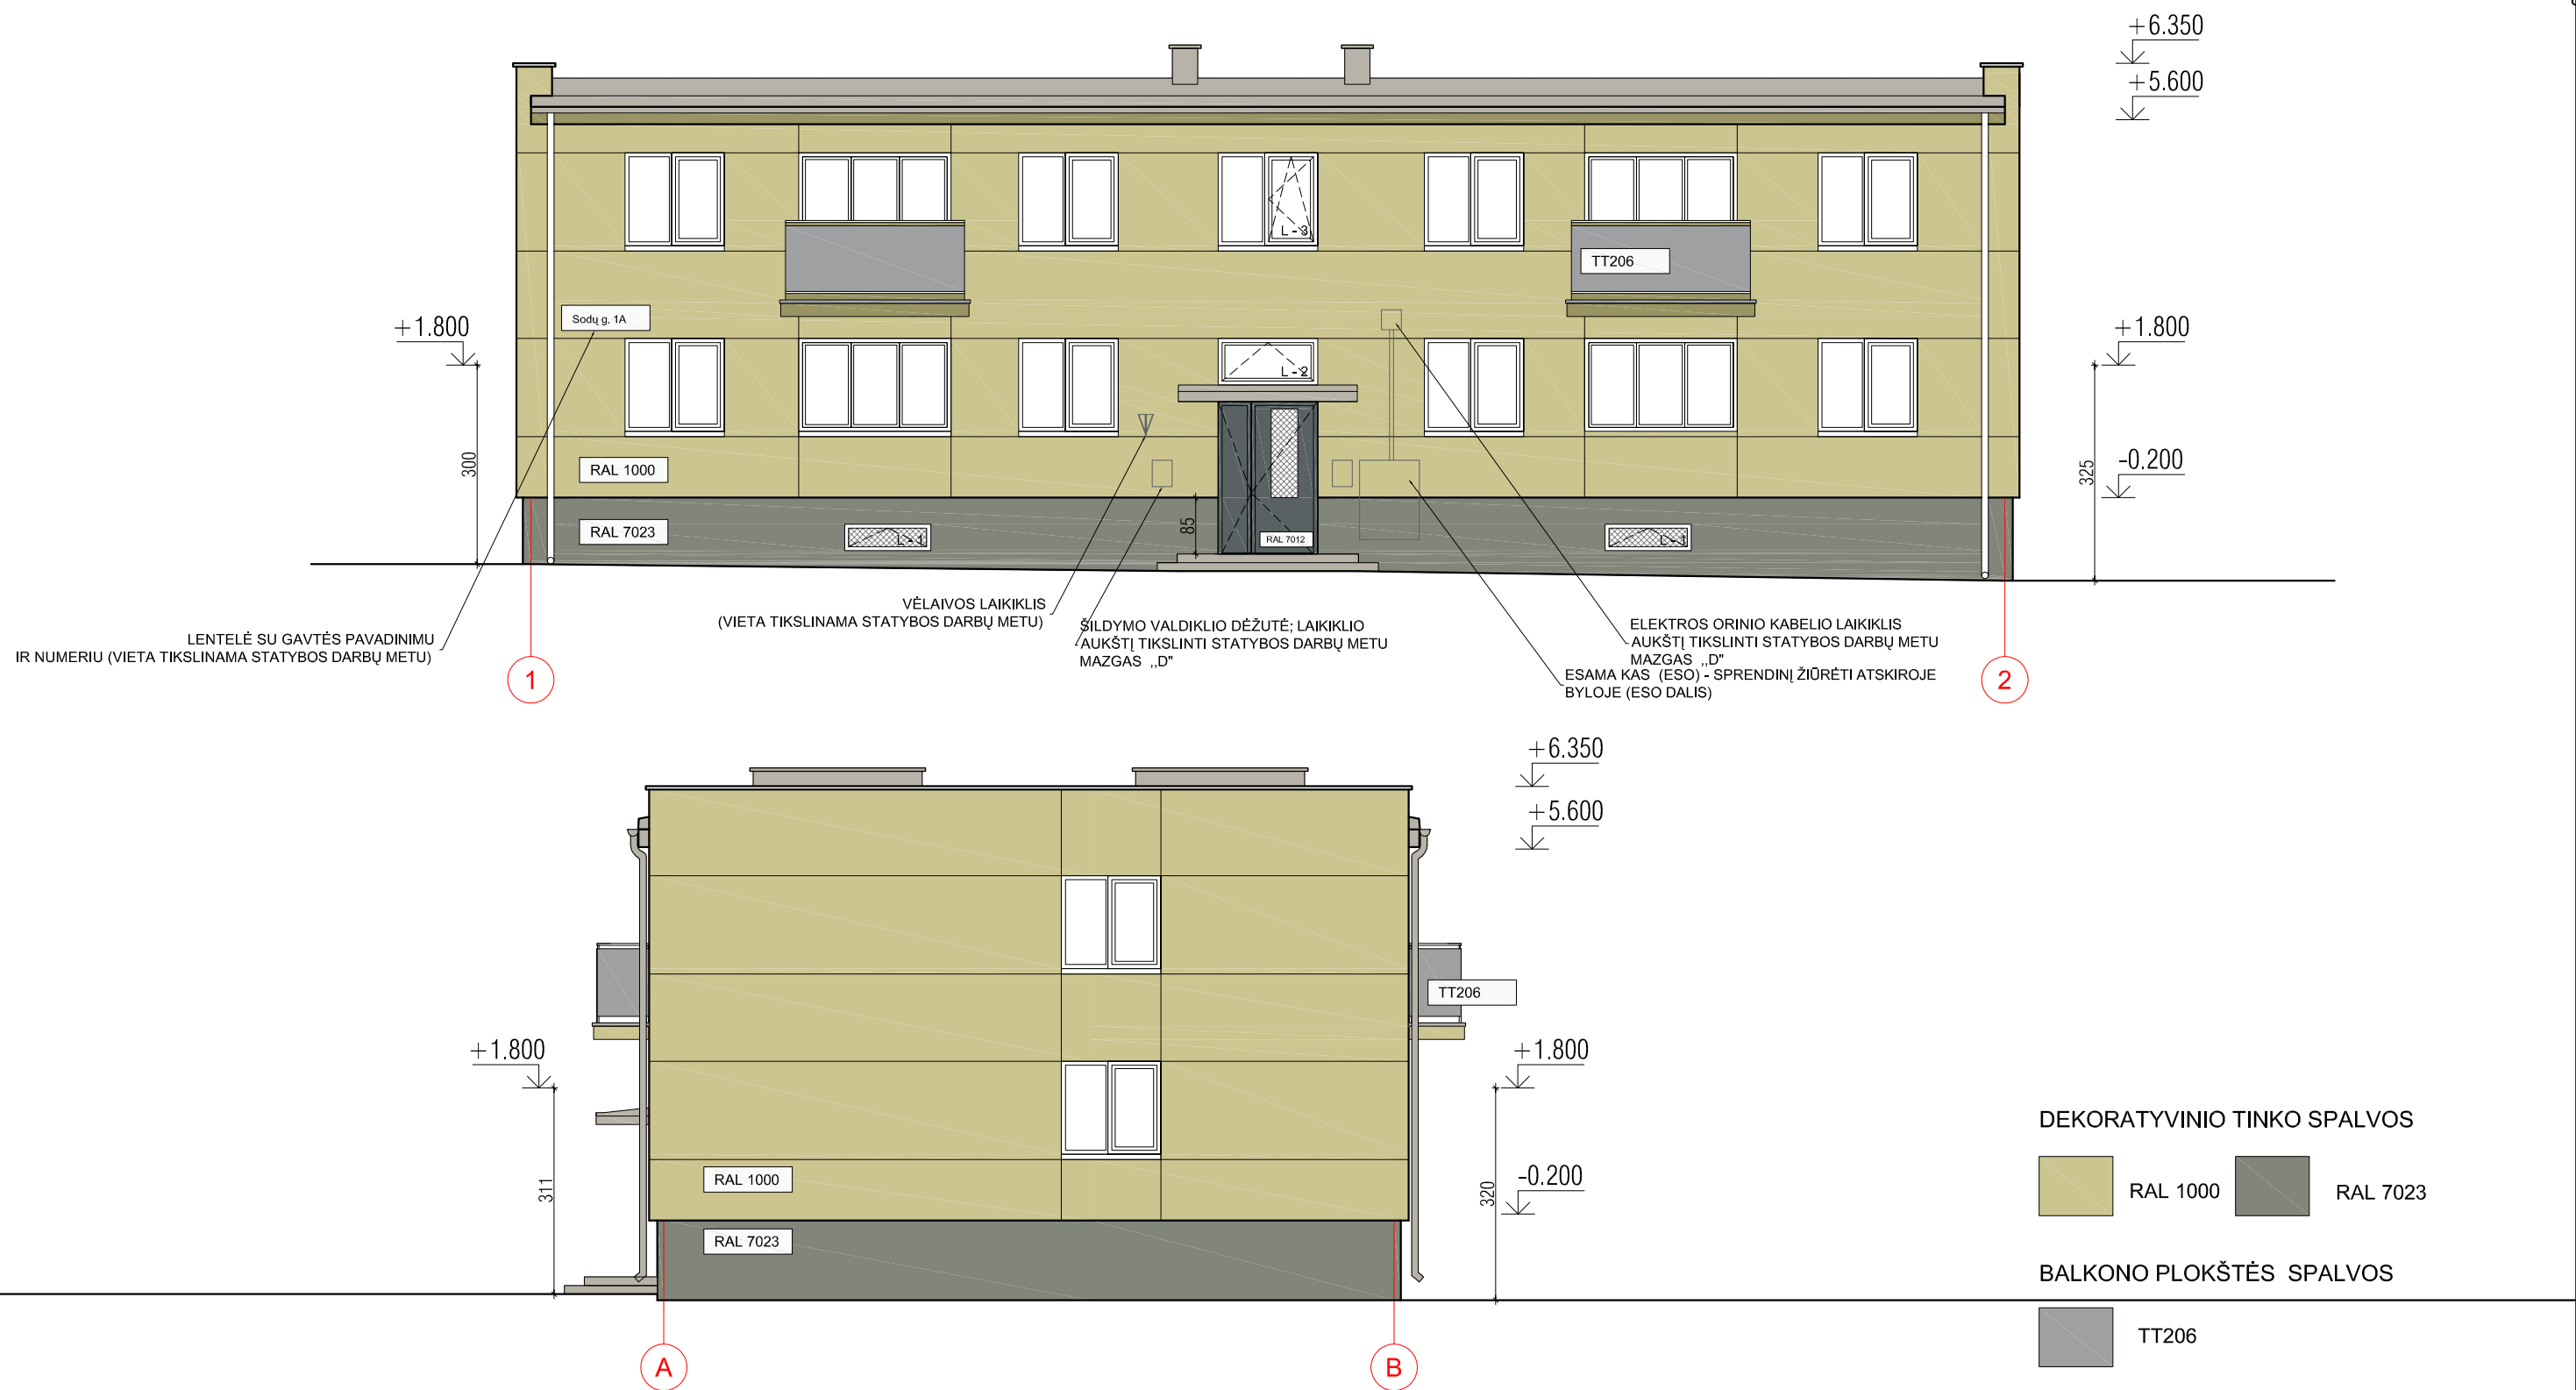 +6.350
+5.600
L - 3
TT206
Sodų g. 1A
+1.800
+1.800
L - 2
300
325
RAL 1000
-0.200
RAL 7023
L - 1
85
RAL 7012
L - 1
VĖLAIVOS LAIKIKLIS
(VIETA TIKSLINAMA STATYBOS DARBŲ METU)
LENTELĖ SU GAVTĖS PAVADINIMU
IR NUMERIU (VIETA TIKSLINAMA STATYBOS DARBŲ METU)
ŠILDYMO VALDIKLIO DĖŽUTĖ; LAIKIKLIO
AUKŠTĮ TIKSLINTI STATYBOS DARBŲ METU
MAZGAS ,,D"
ELEKTROS ORINIO KABELIO LAIKIKLIS
AUKŠTĮ TIKSLINTI STATYBOS DARBŲ METU
MAZGAS ,,D"
ESAMA KAS (ESO) - SPRENDINĮ ŽIŪRĖTI ATSKIROJE
BYLOJE (ESO DALIS)
1
2
+6.350
+5.600
TT206
+1.800
+1.800
311
320
RAL 1000
-0.200
RAL 7023
A
B
DEKORATYVINIO TINKO SPALVOS
RAL 1000
RAL 7023
BALKONO PLOKŠTĖS SPALVOS
TT206